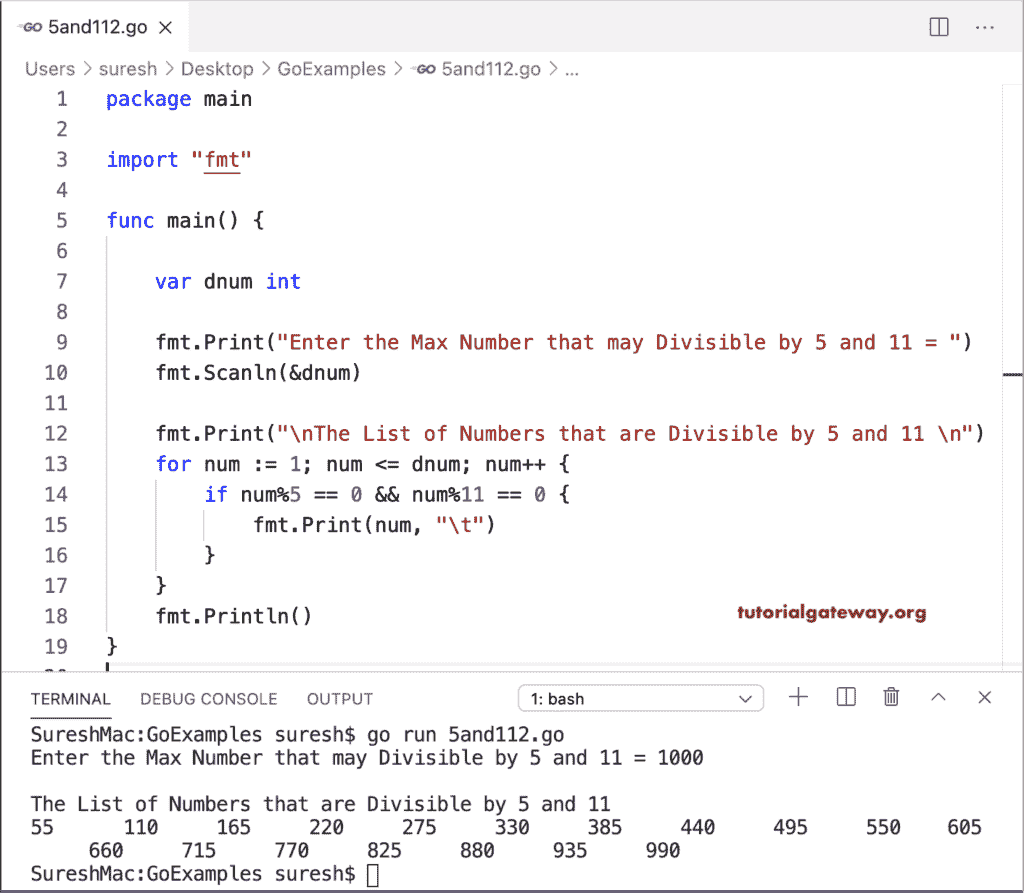 GO 5and112.go ×
Users > suresh > Desktop > GoExamples > GO 5and112.go > ...
1 package main
2
3 import "fmt"
4
5 func main() {
6
7 var dnum int
8
9 fmt.Print("Enter the Max Number that may Divisible by 5 and 11 = ")
10 fmt.Scanln(&dnum)
11
12 fmt.Print("\nThe List of Numbers that are Divisible by 5 and 11 \n")
13 for num := 1; num <= dnum; num++ {
14 if num%5 == 0 && num%11 == 0 {
15 fmt.Print(num, "\t")
16 }
17 }
18 fmt.Println()
tutorialgateway.org
19 }
TERMINAL DEBUG CONSOLE OUTPUT 1: bash
SureshMac:GoExamples suresh$ go run 5and112.go
Enter the Max Number that may Divisible by 5 and 11 = 1000
The List of Numbers that are Divisible by 5 and 11
55 110 165 220 275 330 385 440 495 550 605
660 715 770 825 880 935 990
SureshMac:GoExamples suresh$